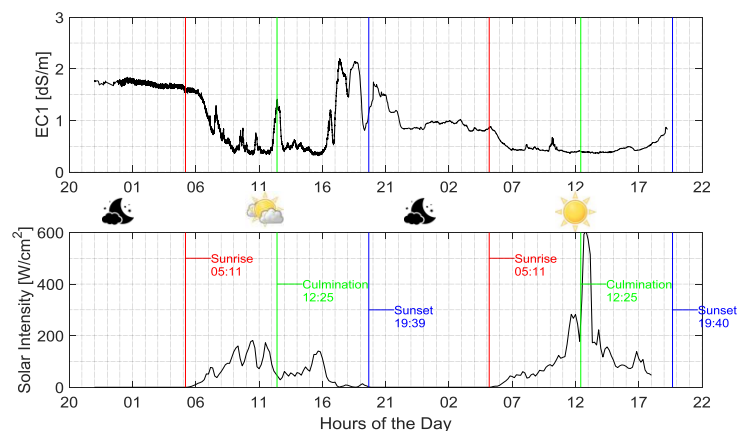 3
2
1
0
EC1 [dS/m]
20 01 06 11 16 21 02 07 12 17 22
600
400
200
0
Solar Intensity [W/cm²]
Sunrise
05:11
Culmination
12:25
Sunset
19:39
Sunrise
05:11
Culmination
12:25
Sunset
19:40
20 01 06 11 16 21 02 07 12 17 22
Hours of the Day